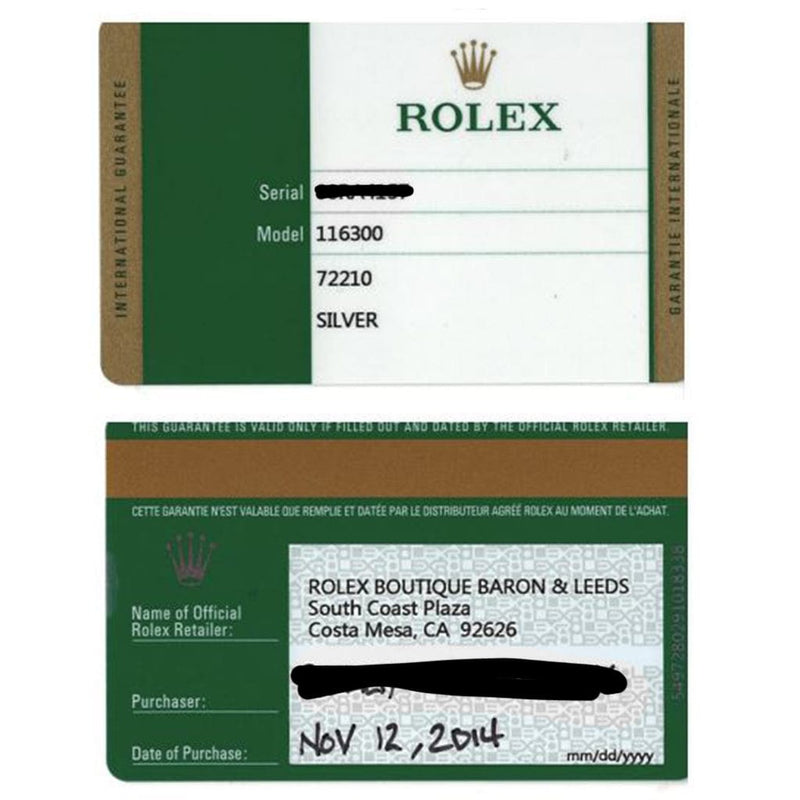 INTERNATIONAL GUARANTEE
ROLEX
GARANTIE INTERNATIONALE
Serial
Model 116300
72210
SILVER
THIS GUARANTEE IS VALID ONLY IF FILLED OUT AND DATED BY THE OFFICIAL ROLEX RETAILER.
CETTE GARANTIE N'EST VALABLE QUE REMPLIE ET DATÉE PAR LE DISTRIBUTEUR AGRÉÉ ROLEX AU MOMENT DE L'ACHAT.
Name of Official
Rolex Retailer:
ROLEX BOUTIQUE BARON & LEEDS
South Coast Plaza
Costa Mesa, CA 92626
Purchaser:
Date of Purchase:
NOV 12, 2014
mm/dd/yyyy
5497280291018338